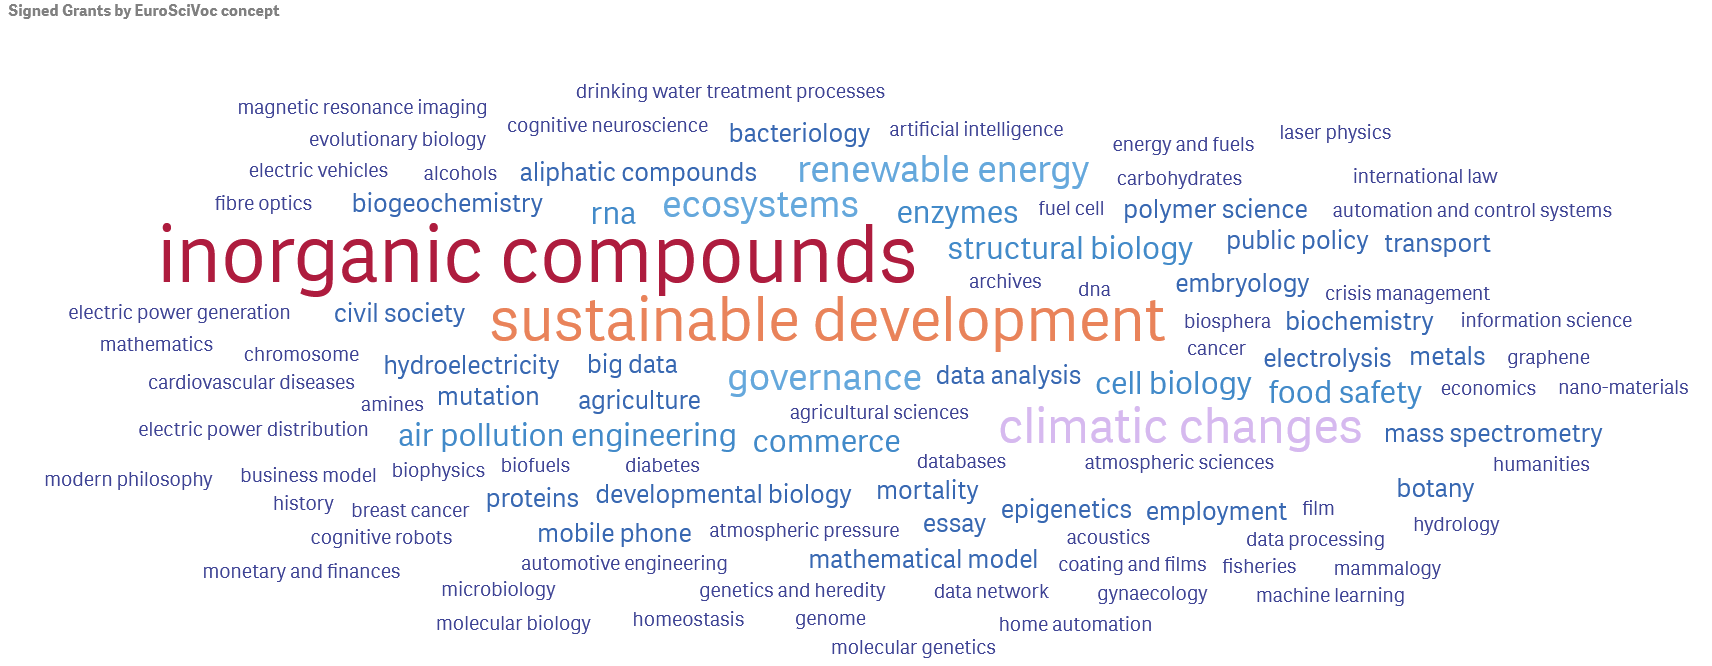 Signed Grants by EuroSciVoc concept
drinking water treatment processes
magnetic resonance imaging
cognitive neuroscience
artificial intelligence
laser physics
evolutionary biology
bacteriology
energy and fuels
electric vehicles
alcohols
aliphatic compounds
renewable energy
carbohydrates
international law
fibre optics
biogeochemistry
rna
ecosystems
enzymes
fuel cell
polymer science
automation and control systems
inorganic compounds
structural biology
public policy
transport
archives
dna
embryology
crisis management
electric power generation
civil society
sustainable development
biosphera
biochemistry
information science
mathematics
chromosome
cancer
hydroelectricity
big data
electrolysis
metals
graphene
cardiovascular diseases
governance
data analysis
cell biology
food safety
economics
nano-materials
amines
mutation
agriculture
agricultural sciences
electric power distribution
air pollution engineering
commerce
climatic changes
mass spectrometry
modern philosophy
business model
biophysics
biofuels
diabetes
databases
atmospheric sciences
humanities
history
breast cancer
proteins
developmental biology
mortality
botany
epigenetics
employment
film
cognitive robots
mobile phone
atmospheric pressure
essay
acoustics
data processing
hydrology
monetary and finances
automotive engineering
mathematical model
coating and films
fisheries
mammalogy
microbiology
genetics and heredity
data network
gynaecology
machine learning
molecular biology
homeostasis
genome
home automation
molecular genetics